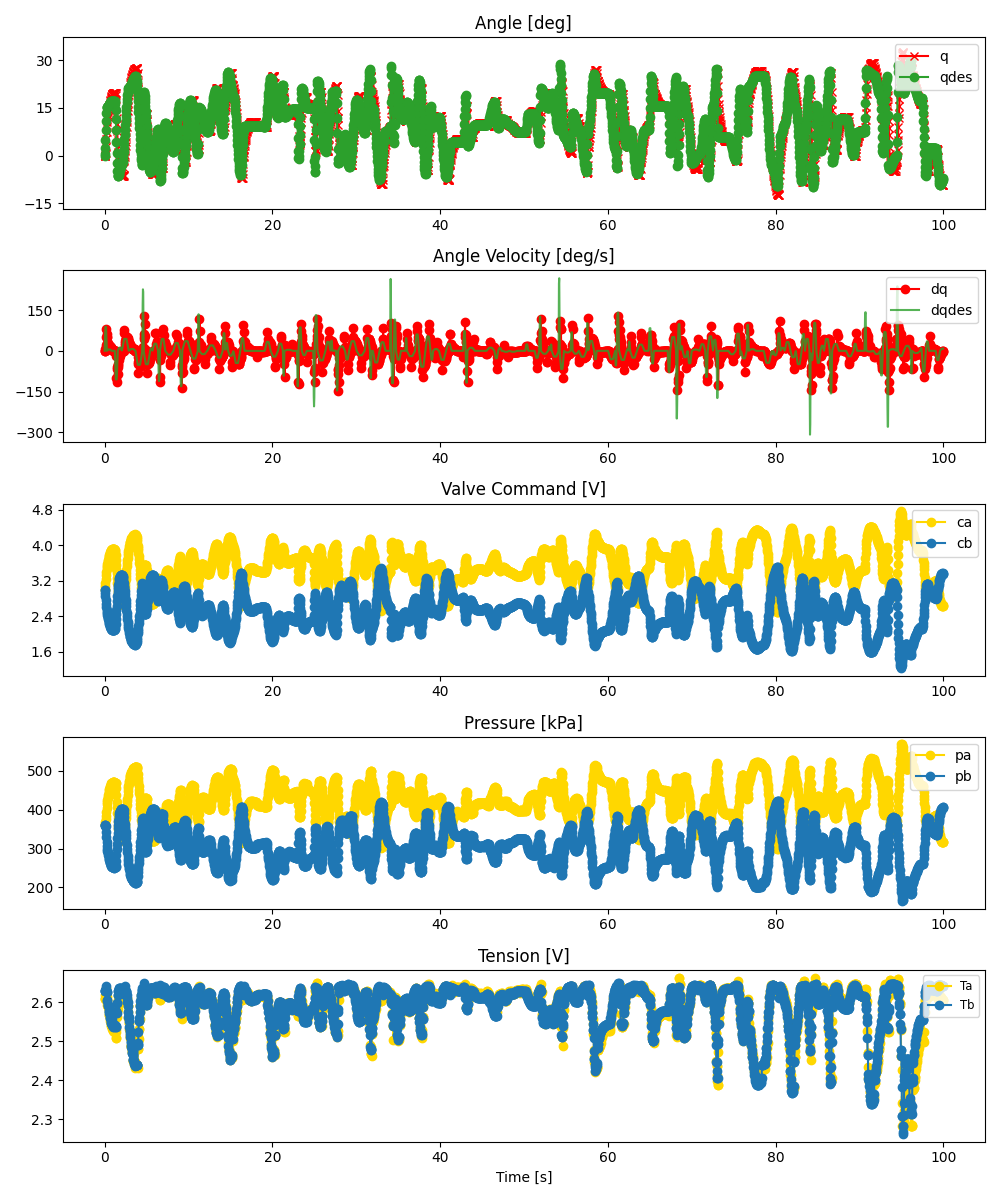 Angle [deg]
30
15
0
−15
q
qdes
0 20 40 60 80 100
Angle Velocity [deg/s]
150
0
−150
−300
dq
dqdes
0 20 40 60 80 100
Valve Command [V]
4.8
4.0
3.2
2.4
1.6
ca
cb
0 20 40 60 80 100
Pressure [kPa]
500
400
300
200
pa
pb
0 20 40 60 80 100
Tension [V]
2.6
2.5
2.4
2.3
Ta
Tb
0 20 40 60 80 100
Time [s]